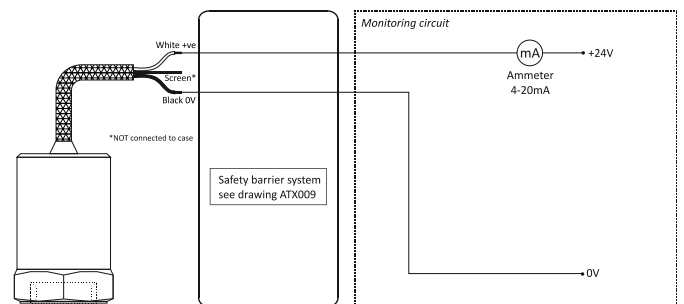 Monitoring circuit
White +ve
mA
+24V
Screen*
Ammeter
4-20mA
Black 0V
*NOT connected to case
Safety barrier system
see drawing ATX009
0V